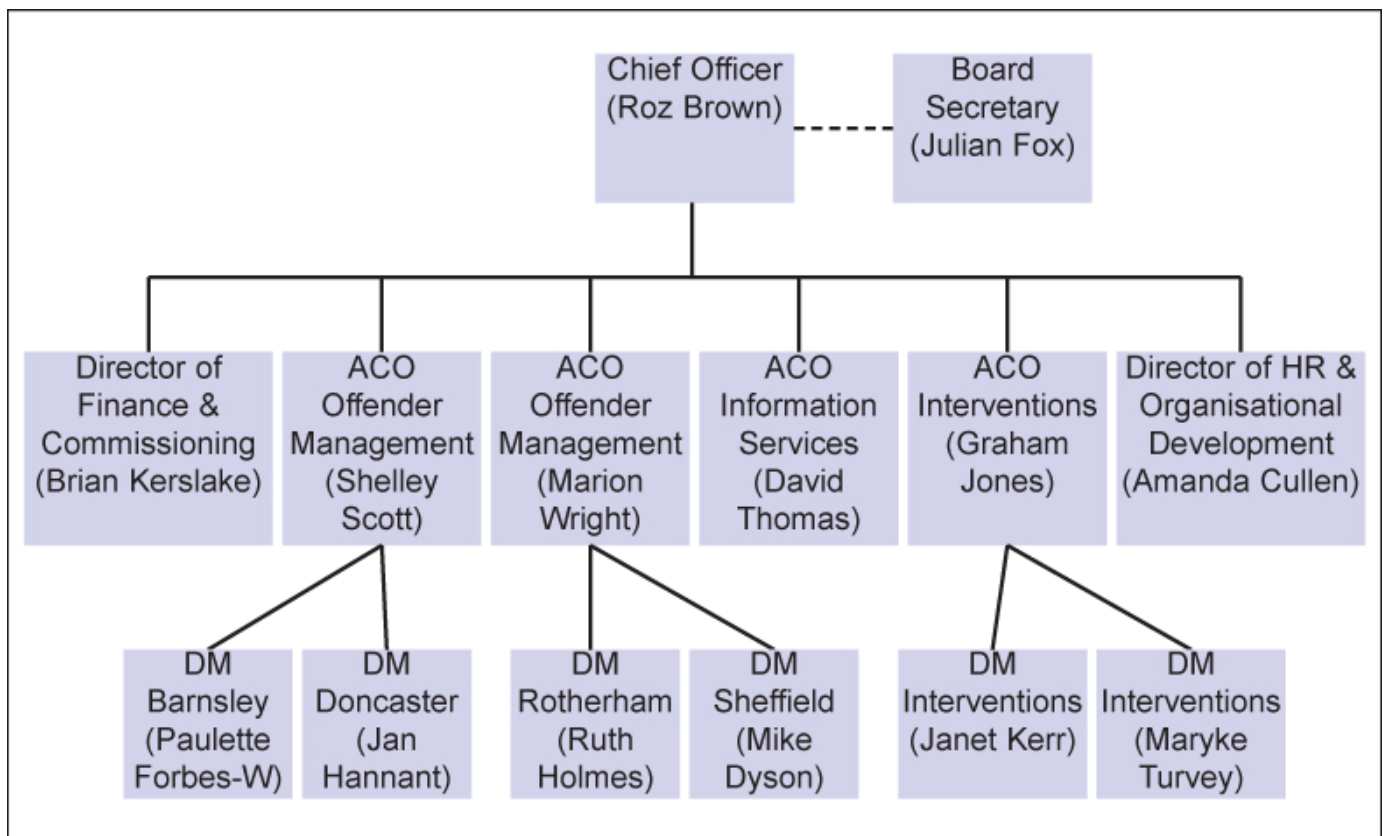 Chief Officer
(Roz Brown)
Board
Secretary
(Julian Fox)
Director of
Finance &
Commissioning
(Brian Kerslake)
ACO
Offender
Management
(Shelley
Scott)
ACO
Offender
Management
(Marion
Wright)
ACO
Information
Services
(David
Thomas)
ACO
Interventions
(Graham
Jones)
Director of HR &
Organisational
Development
(Amanda Cullen)
DM
Barnsley
(Paulette
Forbes-W)
DM
Doncaster
(Jan
Hannant)
DM
Rotherham
(Ruth
Holmes)
DM
Sheffield
(Mike
Dyson)
DM
Interventions
(Janet Kerr)
DM
Interventions
(Maryke
Turvey)